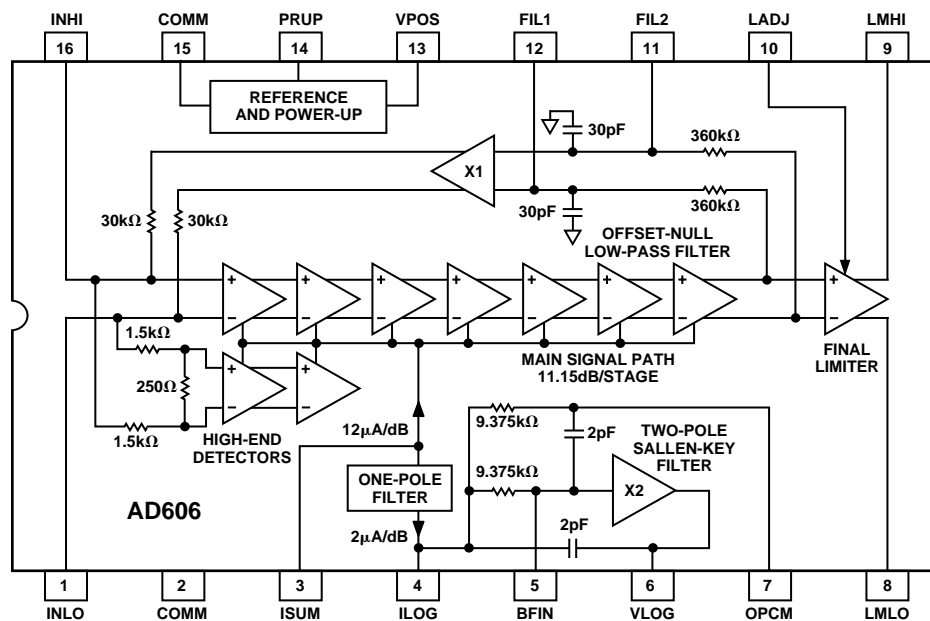 INHI COMM PRUP VPOS FIL1 FIL2 LADJ LMHI
16 15 14 13 12 11 10 9
REFERENCE
AND POWER-UP
30pF
360kΩ
X1
30kΩ
30kΩ
30pF
360kΩ
OFFSET-NULL
LOW-PASS FILTER
+ + + + + + + +
– – – – – – – –
1.5kΩ
+ +
250Ω
– –
1.5kΩ
MAIN SIGNAL PATH
11.15dB/STAGE
FINAL
LIMITER
HIGH-END
DETECTORS
12μA/dB
9.375kΩ
2pF
TWO-POLE
SALLEN-KEY
FILTER
ONE-POLE
FILTER
9.375kΩ
X2
AD606
2μA/dB
2pF
1 2 3 4 5 6 7 8
INLO COMM ISUM ILOG BFIN VLOG OPCM LMLO